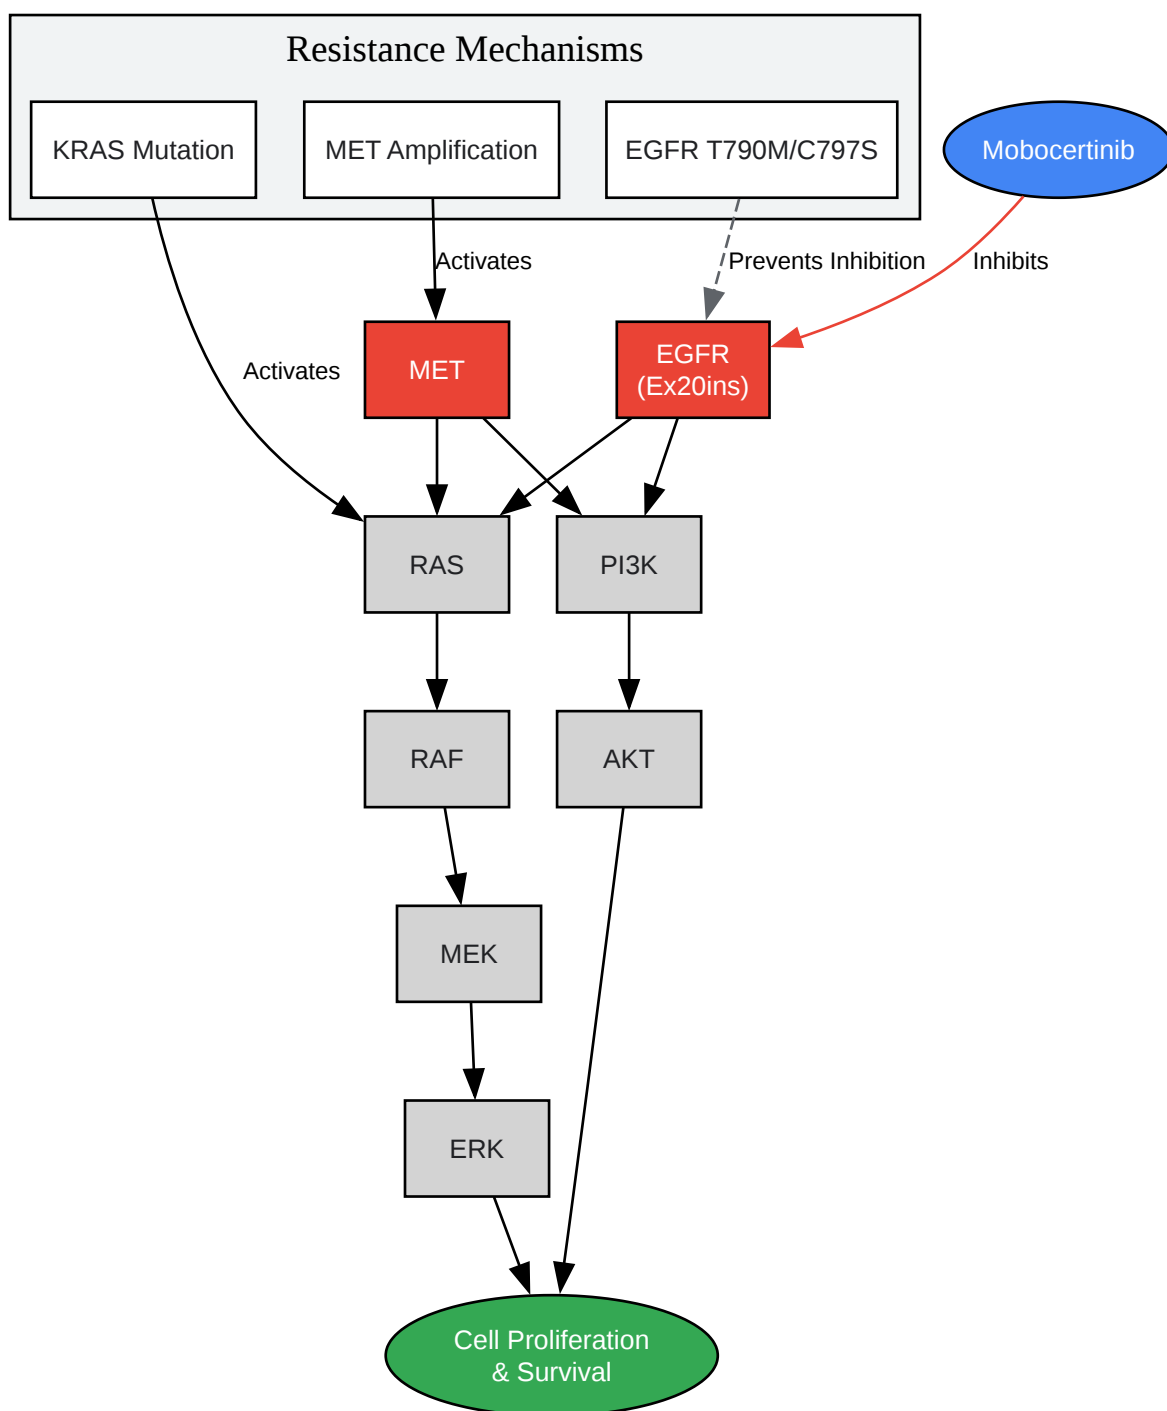 Resistance Mechanisms
KRAS Mutation
MET Amplification
EGFR T790M/C797S
Mobocertinib
Activates
Prevents Inhibition
Inhibits
Activates
MET
EGFR
(Ex20ins)
RAS
PI3K
RAF
AKT
MEK
ERK
Cell Proliferation
& Survival